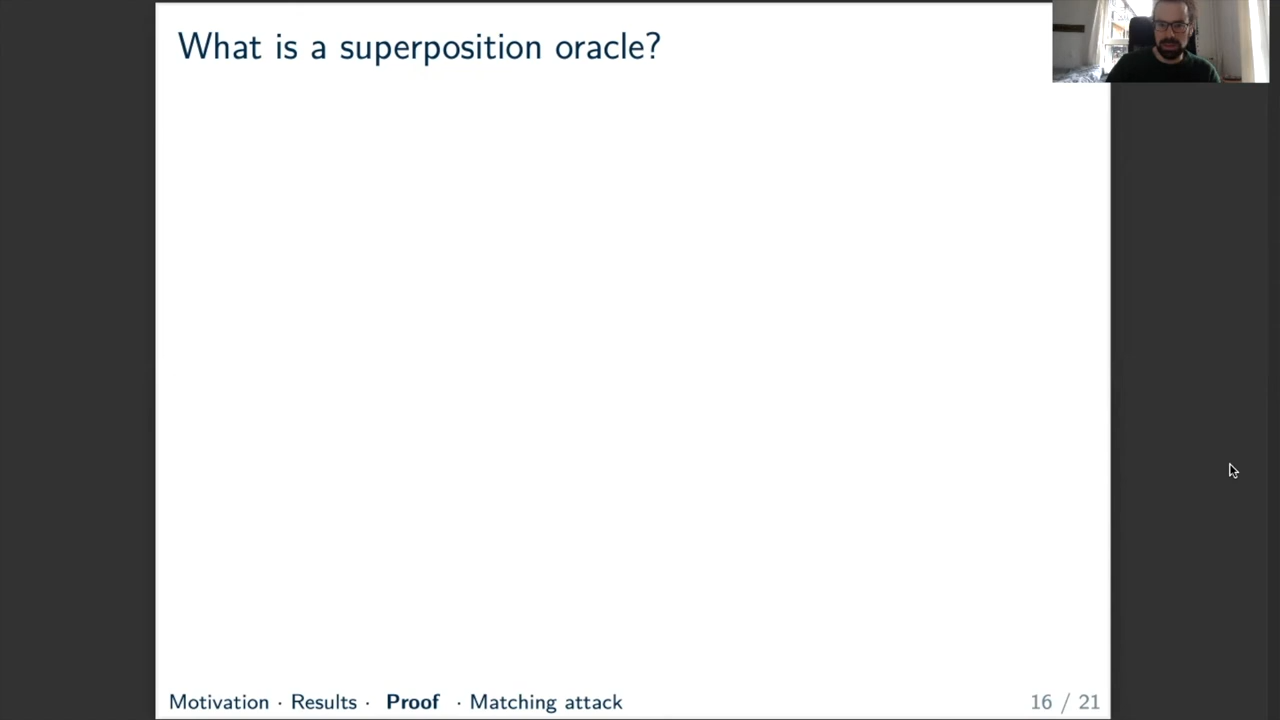 What is a superposition oracle?
Motivation · Results · Proof · Matching attack
16 / 21